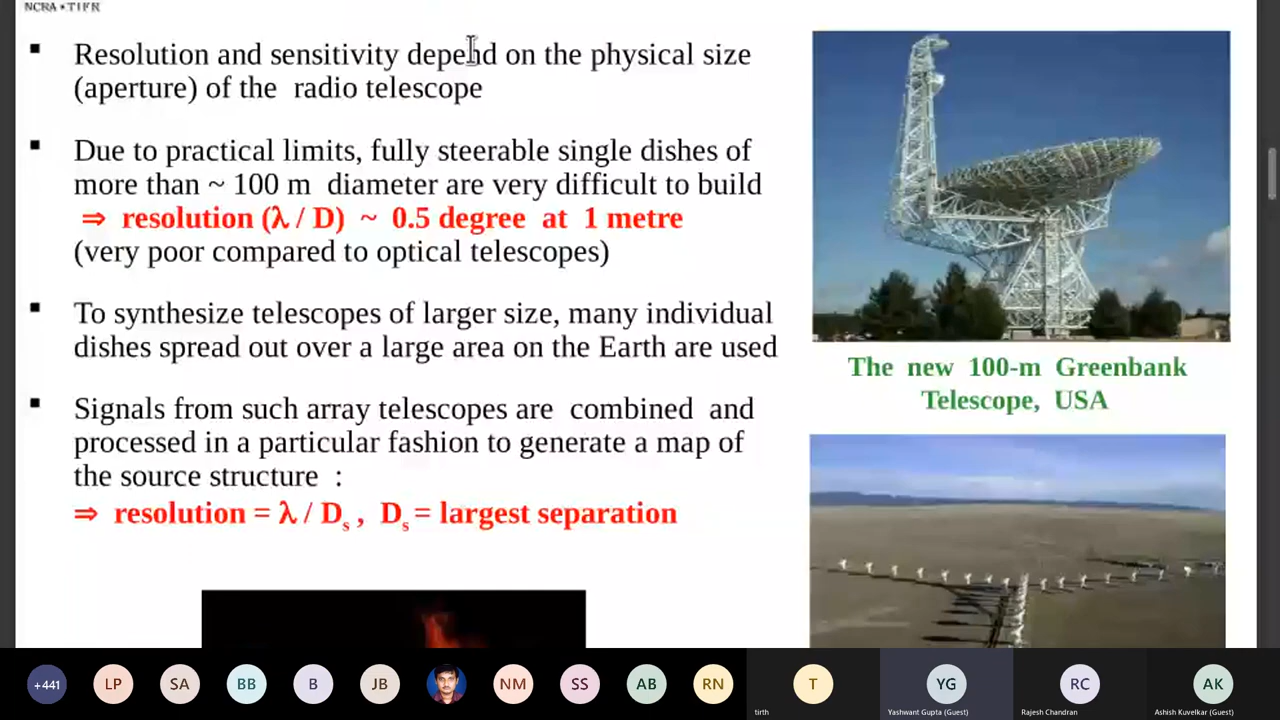 NCRA • TIFR
▪ Resolution and sensitivity depend on the physical size
(aperture) of the radio telescope
▪ Due to practical limits, fully steerable single dishes of
more than ~ 100 m diameter are very difficult to build
⇒ resolution (λ / D) ~ 0.5 degree at 1 metre
(very poor compared to optical telescopes)
▪ To synthesize telescopes of larger size, many individual
dishes spread out over a large area on the Earth are used
▪ Signals from such array telescopes are combined and
processed in a particular fashion to generate a map of
the source structure :
⇒ resolution = λ / Ds , Ds = largest separation
The new 100-m Greenbank
Telescope, USA
+441 LP SA BB B JB NM SS AB RN T YG RC AK
tirth Yashwant Gupta (Guest) Rajesh Chandran Ashish Kuvelkar (Guest)